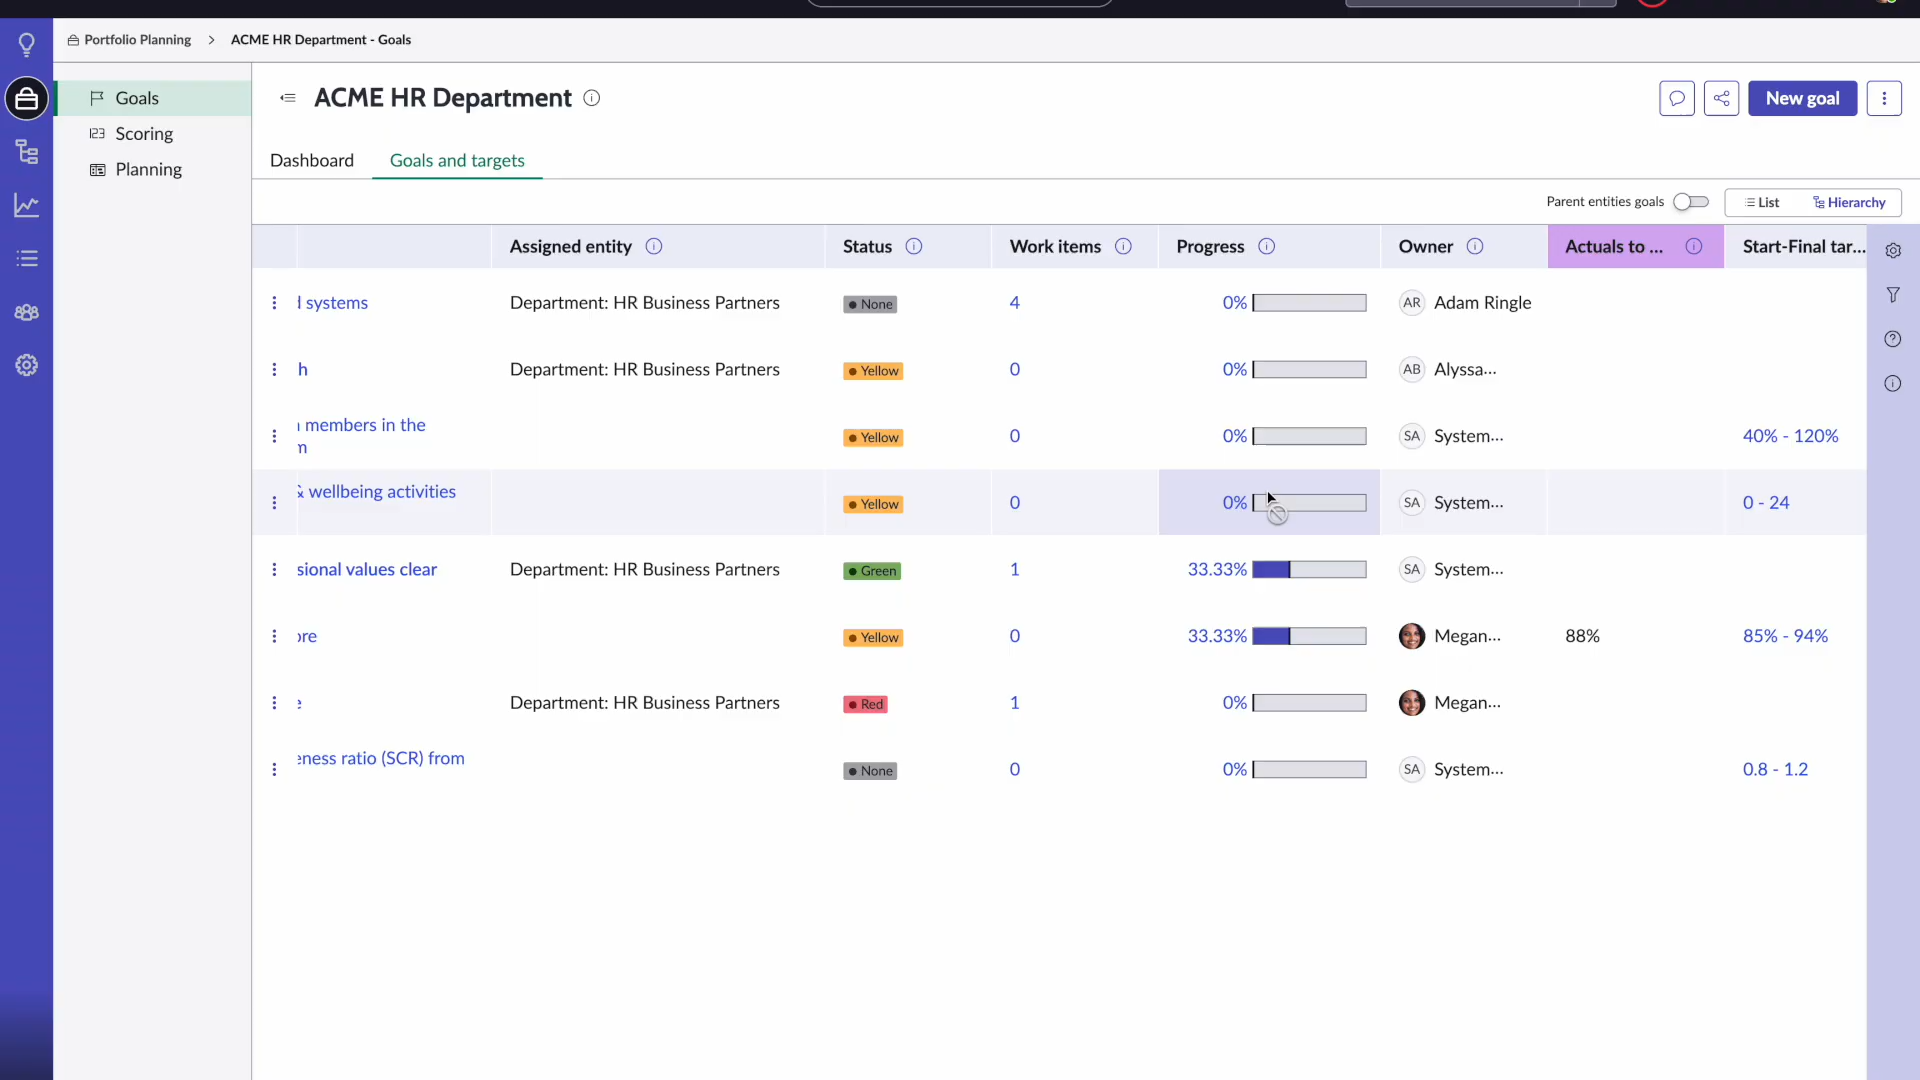 Portfolio Planning > ACME HR Department - Goals
Goals
Scoring
Planning
ACME HR Department
New goal
Dashboard Goals and targets
Parent entities goals List Hierarchy
Assigned entity Status Work items Progress Owner Actuals to ... Start-Final tar...
systems Department: HR Business Partners None 4 0% AR Adam Ringle
h Department: HR Business Partners Yellow 0 0% AB Alyssa...
members in the
m Yellow 0 0% SA System... 40% - 120%
& wellbeing activities
Yellow 0 0% SA System... 0 - 24
sional values clear Department: HR Business Partners Green 1 33.33% SA System...
ore Yellow 0 33.33% Megan... 88% 85% - 94%
e Department: HR Business Partners Red 1 0% Megan...
eness ratio (SCR) from
None 0 0% SA System... 0.8 - 1.2